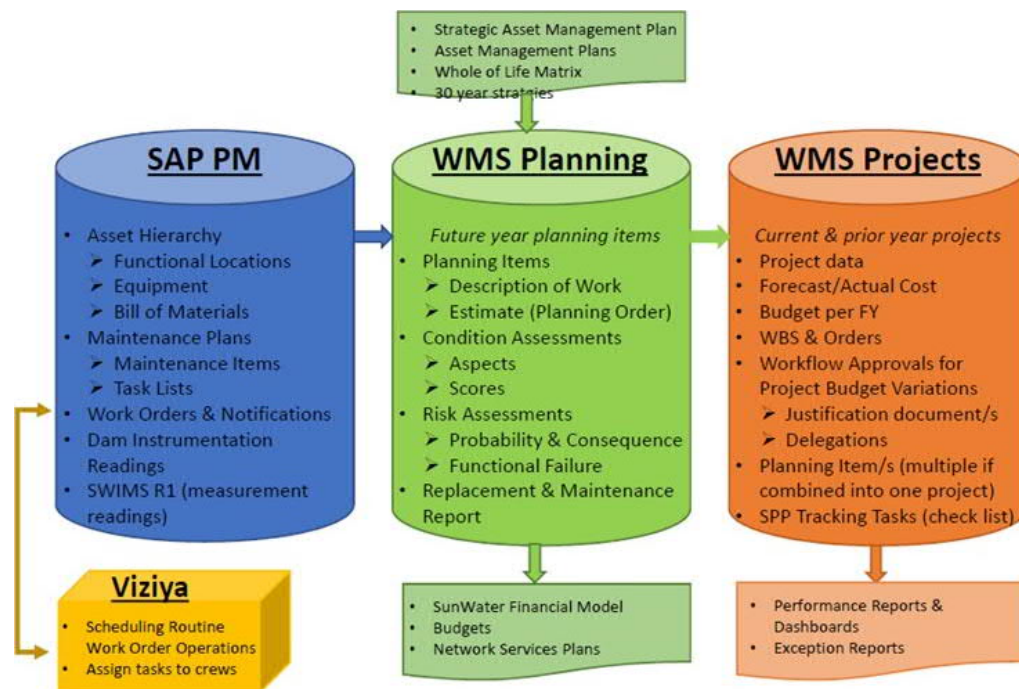 • Strategic Asset Management Plan
• Asset Management Plans
• Whole of Life Matrix
• 30 year strategies
SAP PM
• Asset Hierarchy
➤ Functional Locations
➤ Equipment
➤ Bill of Materials
• Maintenance Plans
➤ Maintenance Items
➤ Task Lists
• Work Orders & Notifications
• Dam Instrumentation
Readings
• SWIMS R1 (measurement
readings)
WMS Planning
Future year planning items
• Planning Items
➤ Description of Work
➤ Estimate (Planning Order)
• Condition Assessments
➤ Aspects
➤ Scores
• Risk Assessments
➤ Probability & Consequence
➤ Functional Failure
• Replacement & Maintenance
Report
WMS Projects
Current & prior year projects
• Project data
• Forecast/Actual Cost
• Budget per FY
• WBS & Orders
• Workflow Approvals for
Project Budget Variations
➤ Justification document/s
➤ Delegations
• Planning Item/s (multiple if
combined into one project)
• SPP Tracking Tasks (check list)
Viziya
• Scheduling Routine
Work Order Operations
• Assign tasks to crews
• SunWater Financial Model
• Budgets
• Network Services Plans
• Performance Reports &
Dashboards
• Exception Reports